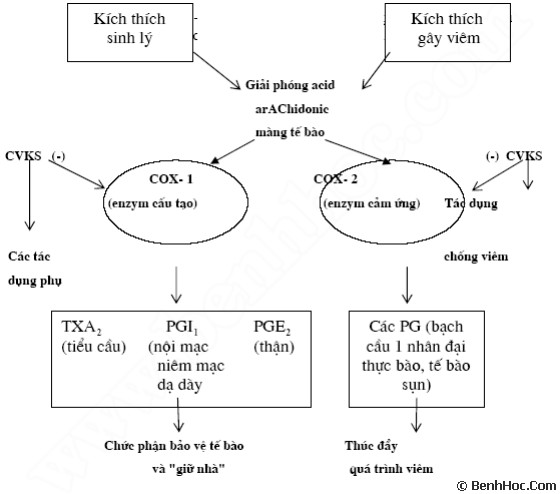 Kích thích
sinh lý
Kích thích
gây viêm
Giải phóng acid
arAChidonic
màng tế bào
CVKS (-)
(-) CVKS
COX- 1
(enzym cấu tạo)
COX- 2
(enzym cảm ứng)
Tác dụng
chống viêm
Các tác
dụng phụ
TXA₂ PGI₁ PGE₂
(tiểu cầu) (nội mạc (thận)
niêm mạc
dạ dày
Các PG (bạch
cầu 1 nhân đại
thực bào, tế bào
sụn)
Chức phận bảo vệ tế bào
và "giữ nhà"
Thúc đẩy
quá trình viêm
© BenhHoc.Com